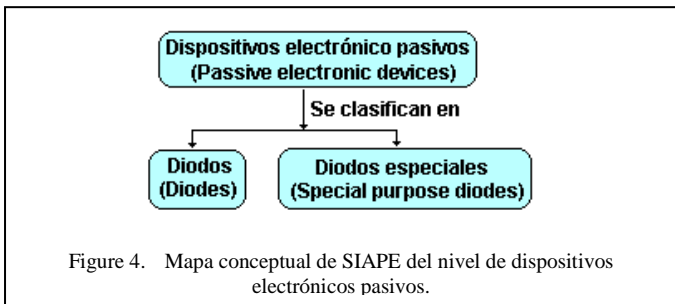 Dispositivos electrónico pasivos
(Passive electronic devices)
Se clasifican en
Diodos
(Diodes)
Diodos especiales
(Special purpose diodes)
Figure 4. Mapa conceptual de SIAPE del nivel de dispositivos
electrónicos pasivos.